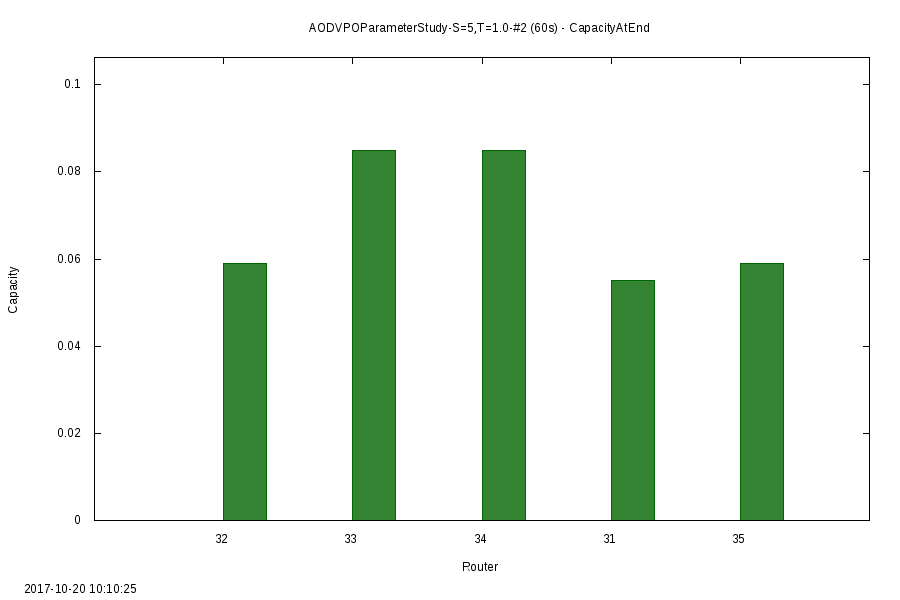 AODVPOParameterStudy-S=5,T=1.0-#2 (60s) - CapacityAtEnd
0.1
0.08
0.06
0.04
0.02
0
Capacity
32 33 34 31 35
Router
2017-10-20 10:10:25